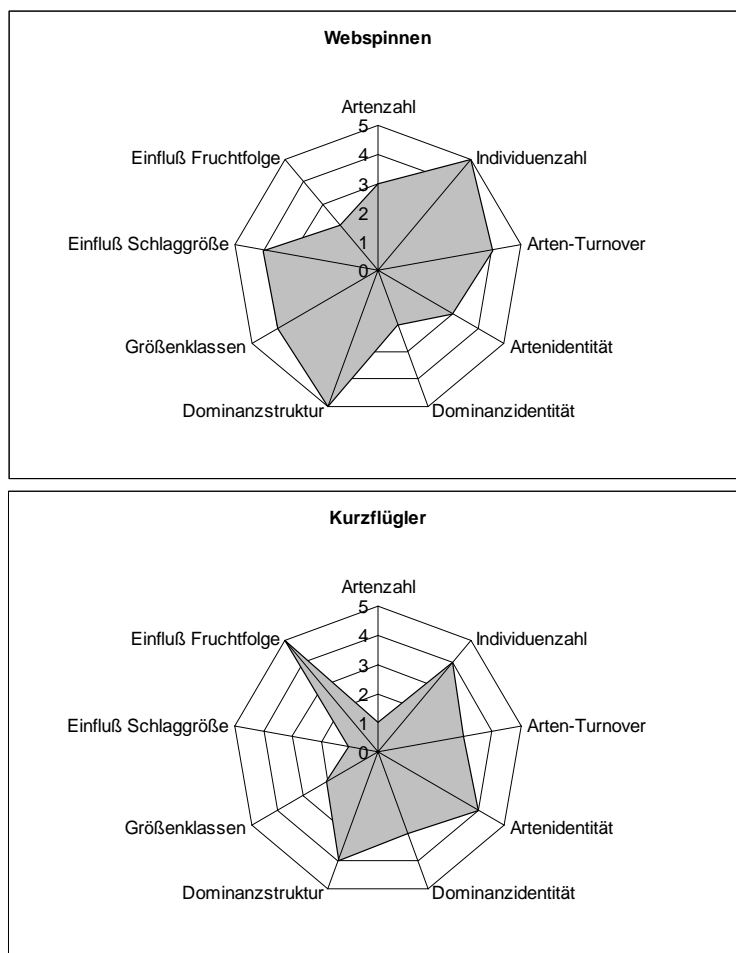 Webspinnen
Artenzahl
5
Einfluß Fruchtfolge
4
Individuenzahl
3
2
Einfluß Schlaggröße
1
Arten-Turnover
0
Größenklassen
Artenidentität
Dominanzstruktur
Dominanzidentität
Kurzflügler
Artenzahl
5
Einfluß Fruchtfolge
4
Individuenzahl
3
2
Einfluß Schlaggröße
1
Arten-Turnover
0
Größenklassen
Artenidentität
Dominanzstruktur
Dominanzidentität